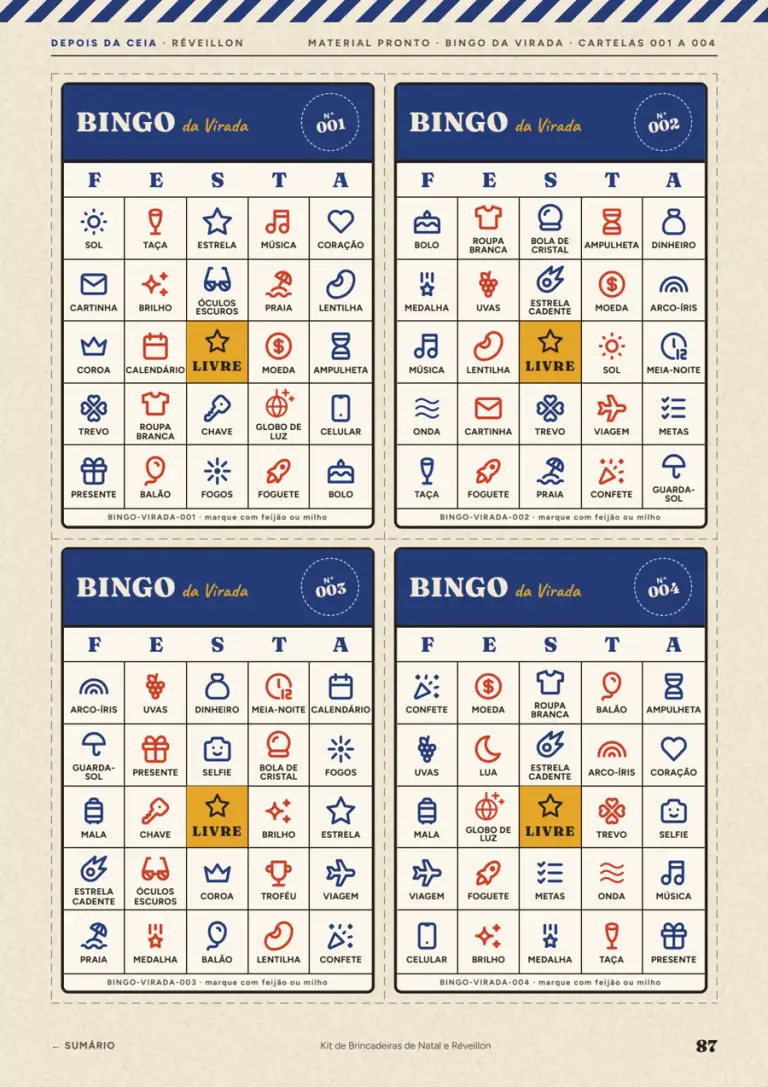 DEPOIS DA CEIA · RÉVEILLON
MATERIAL PRONTO · BINGO DA VIRADA · CARTELAS 001 A 004
BINGO da Virada
Nº 001
F E S T A
SOL TAÇA ESTRELA MÚSICA CORAÇÃO
CARTINHA BRILHO ÓCULOS ESCUROS PRAIA LENTILHA
COROA CALENDÁRIO LIVRE MOEDA AMPULHETA
TREVO ROUPA BRANCA CHAVE GLOBO DE LUZ CELULAR
PRESENTE BALÃO FOGOS FOGUETE BOLO
BINGO-VIRADA-001 · marque com feijão ou milho
BINGO da Virada
Nº 002
F E S T A
BOLO ROUPA BRANCA BOLA DE CRISTAL AMPULHETA DINHEIRO
MEDALHA UVAS ESTRELA CADENTE MOEDA ARCO-ÍRIS
MÚSICA LENTILHA LIVRE SOL 12 MEIA-NOITE
ONDA CARTINHA TREVO VIAGEM METAS
TAÇA FOGUETE PRAIA CONFETE GUARDA-SOL
BINGO-VIRADA-002 · marque com feijão ou milho
BINGO da Virada
Nº 003
F E S T A
ARCO-ÍRIS UVAS DINHEIRO 12 MEIA-NOITE CALENDÁRIO
GUARDA-SOL PRESENTE SELFIE BOLA DE CRISTAL FOGOS
MALA CHAVE LIVRE BRILHO ESTRELA
ESTRELA CADENTE ÓCULOS ESCUROS COROA TROFÉU VIAGEM
PRAIA MEDALHA BALÃO LENTILHA CONFETE
BINGO-VIRADA-003 · marque com feijão ou milho
BINGO da Virada
Nº 004
F E S T A
CONFETE MOEDA ROUPA BRANCA BALÃO AMPULHETA
UVAS LUA ESTRELA CADENTE ARCO-ÍRIS CORAÇÃO
MALA GLOBO DE LUZ LIVRE TREVO SELFIE
VIAGEM FOGUETE METAS ONDA MÚSICA
CELULAR BRILHO MEDALHA TAÇA PRESENTE
BINGO-VIRADA-004 · marque com feijão ou milho
← SUMÁRIO
Kit de Brincadeiras de Natal e Réveillon
87